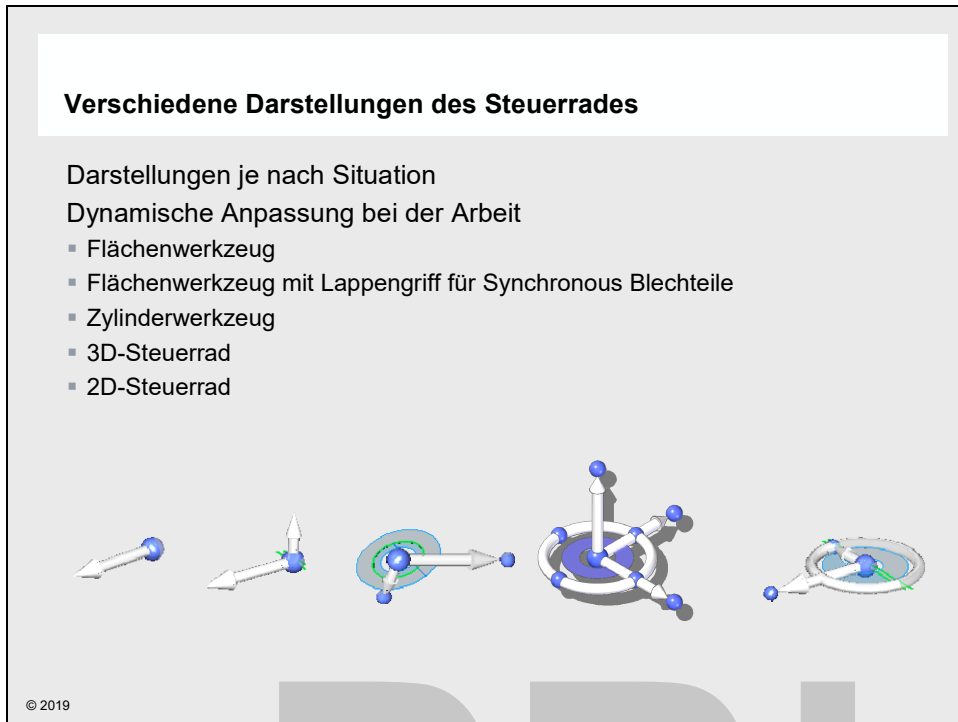 Verschiedene Darstellungen des Steuerrades
Darstellungen je nach Situation
Dynamische Anpassung bei der Arbeit
▪ Flächenwerkzeug
▪ Flächenwerkzeug mit Lappengriff für Synchronous Blechteile
▪ Zylinderwerkzeug
▪ 3D-Steuerrad
▪ 2D-Steuerrad
© 2019